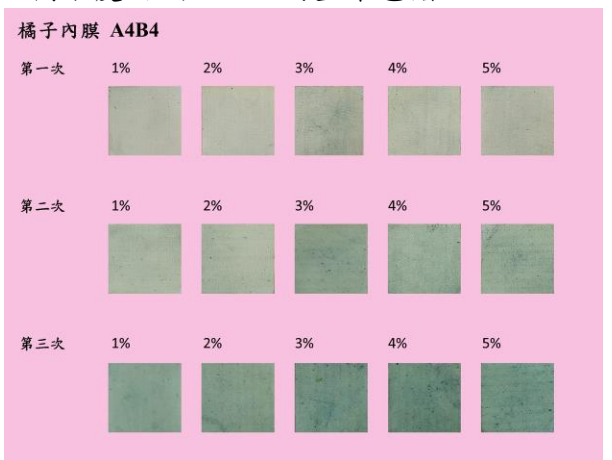 橘子內膜 A4B4
第一次 1% 2% 3% 4% 5%
第二次 1% 2% 3% 4% 5%
第三次 1% 2% 3% 4% 5%